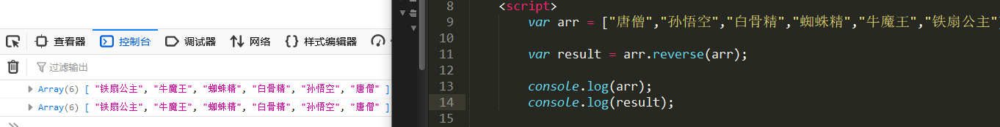 查看器 控制台 调试器 网络 样式编辑器
过滤输出
Array(6) [ "铁扇公主", "牛魔王", "蜘蛛精", "白骨精", "孙悟空", "唐僧" ]
Array(6) [ "铁扇公主", "牛魔王", "蜘蛛精", "白骨精", "孙悟空", "唐僧" ]
8 <script>
9 var arr = ["唐僧","孙悟空","白骨精","蜘蛛精","牛魔王","铁扇公主"]
10
11 var result = arr.reverse(arr);
12
13 console.log(arr);
14 console.log(result);
15